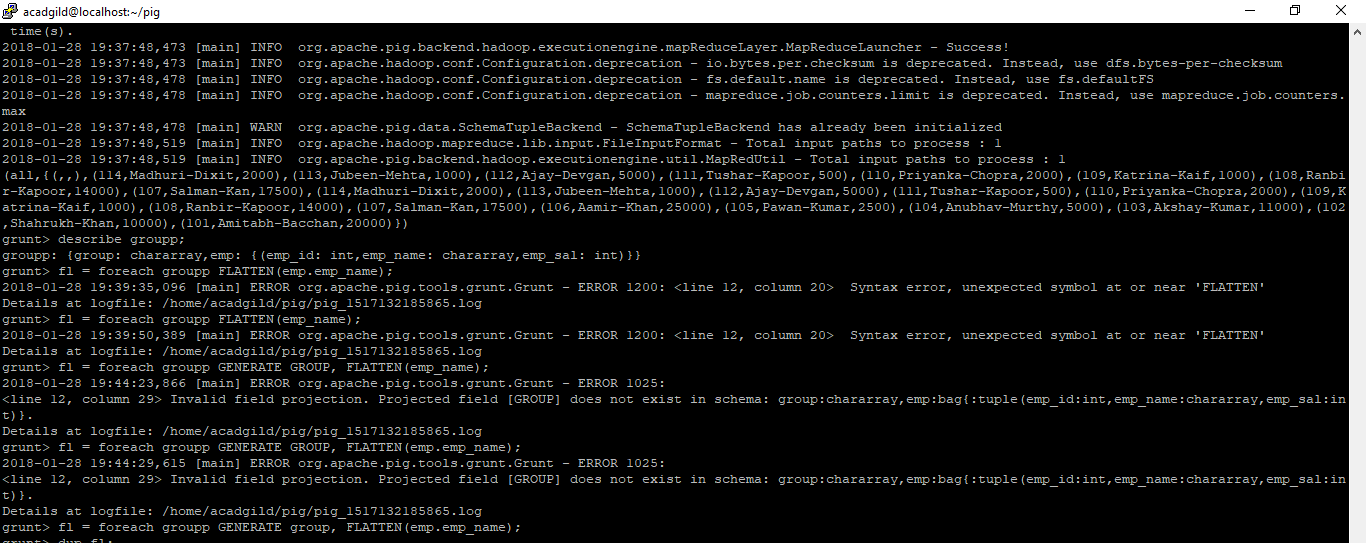 acadgild@localhost:~/pig
time(s).
2018-01-28 19:37:48,473 [main] INFO  org.apache.pig.backend.hadoop.executionengine.mapReduceLayer.MapReduceLauncher - Success!
2018-01-28 19:37:48,473 [main] INFO  org.apache.hadoop.conf.Configuration.deprecation - io.bytes.per.checksum is deprecated. Instead, use dfs.bytes-per-checksum
2018-01-28 19:37:48,478 [main] INFO  org.apache.hadoop.conf.Configuration.deprecation - fs.default.name is deprecated. Instead, use fs.defaultFS
2018-01-28 19:37:48,478 [main] INFO  org.apache.hadoop.conf.Configuration.deprecation - mapreduce.job.counters.limit is deprecated. Instead, use mapreduce.job.counters.
max
2018-01-28 19:37:48,478 [main] WARN  org.apache.pig.data.SchemaTupleBackend - SchemaTupleBackend has already been initialized
2018-01-28 19:37:48,519 [main] INFO  org.apache.hadoop.mapreduce.lib.input.FileInputFormat - Total input paths to process : 1
2018-01-28 19:37:48,519 [main] INFO  org.apache.pig.backend.hadoop.executionengine.util.MapRedUtil - Total input paths to process : 1
(all,{(,,),(114,Madhuri-Dixit,2000),(113,Jubeen-Mehta,1000),(112,Ajay-Devgan,5000),(111,Tushar-Kapoor,500),(110,Priyanka-Chopra,2000),(109,Katrina-Kaif,1000),(108,Ranbi
r-Kapoor,14000),(107,Salman-Kan,17500),(114,Madhuri-Dixit,2000),(113,Jubeen-Mehta,1000),(112,Ajay-Devgan,5000),(111,Tushar-Kapoor,500),(110,Priyanka-Chopra,2000),(109,K
atrina-Kaif,1000),(108,Ranbir-Kapoor,14000),(107,Salman-Kan,17500),(106,Aamir-Khan,25000),(105,Pawan-Kumar,2500),(104,Anubhav-Murthy,5000),(103,Akshay-Kumar,11000),(102
,Shahrukh-Khan,10000),(101,Amitabh-Bacchan,20000)})
grunt> describe groupp;
groupp: {group: chararray,emp: {(emp_id: int,emp_name: chararray,emp_sal: int)}}
grunt> fl = foreach groupp FLATTEN(emp.emp_name);
2018-01-28 19:39:35,096 [main] ERROR org.apache.pig.tools.grunt.Grunt - ERROR 1200: <line 12, column 20>  Syntax error, unexpected symbol at or near 'FLATTEN'
Details at logfile: /home/acadgild/pig/pig_1517132185865.log
grunt> fl = foreach groupp FLATTEN(emp_name);
2018-01-28 19:39:50,389 [main] ERROR org.apache.pig.tools.grunt.Grunt - ERROR 1200: <line 12, column 20>  Syntax error, unexpected symbol at or near 'FLATTEN'
Details at logfile: /home/acadgild/pig/pig_1517132185865.log
grunt> fl = foreach groupp GENERATE GROUP, FLATTEN(emp_name);
2018-01-28 19:44:23,866 [main] ERROR org.apache.pig.tools.grunt.Grunt - ERROR 1025:
<line 12, column 29> Invalid field projection. Projected field [GROUP] does not exist in schema: group:chararray,emp:bag{:tuple(emp_id:int,emp_name:chararray,emp_sal:in
t)}.
Details at logfile: /home/acadgild/pig/pig_1517132185865.log
grunt> fl = foreach groupp GENERATE GROUP, FLATTEN(emp.emp_name);
2018-01-28 19:44:29,615 [main] ERROR org.apache.pig.tools.grunt.Grunt - ERROR 1025:
<line 12, column 29> Invalid field projection. Projected field [GROUP] does not exist in schema: group:chararray,emp:bag{:tuple(emp_id:int,emp_name:chararray,emp_sal:in
t)}.
Details at logfile: /home/acadgild/pig/pig_1517132185865.log
grunt> fl = foreach groupp GENERATE group, FLATTEN(emp.emp_name);
grunt> dup fl;